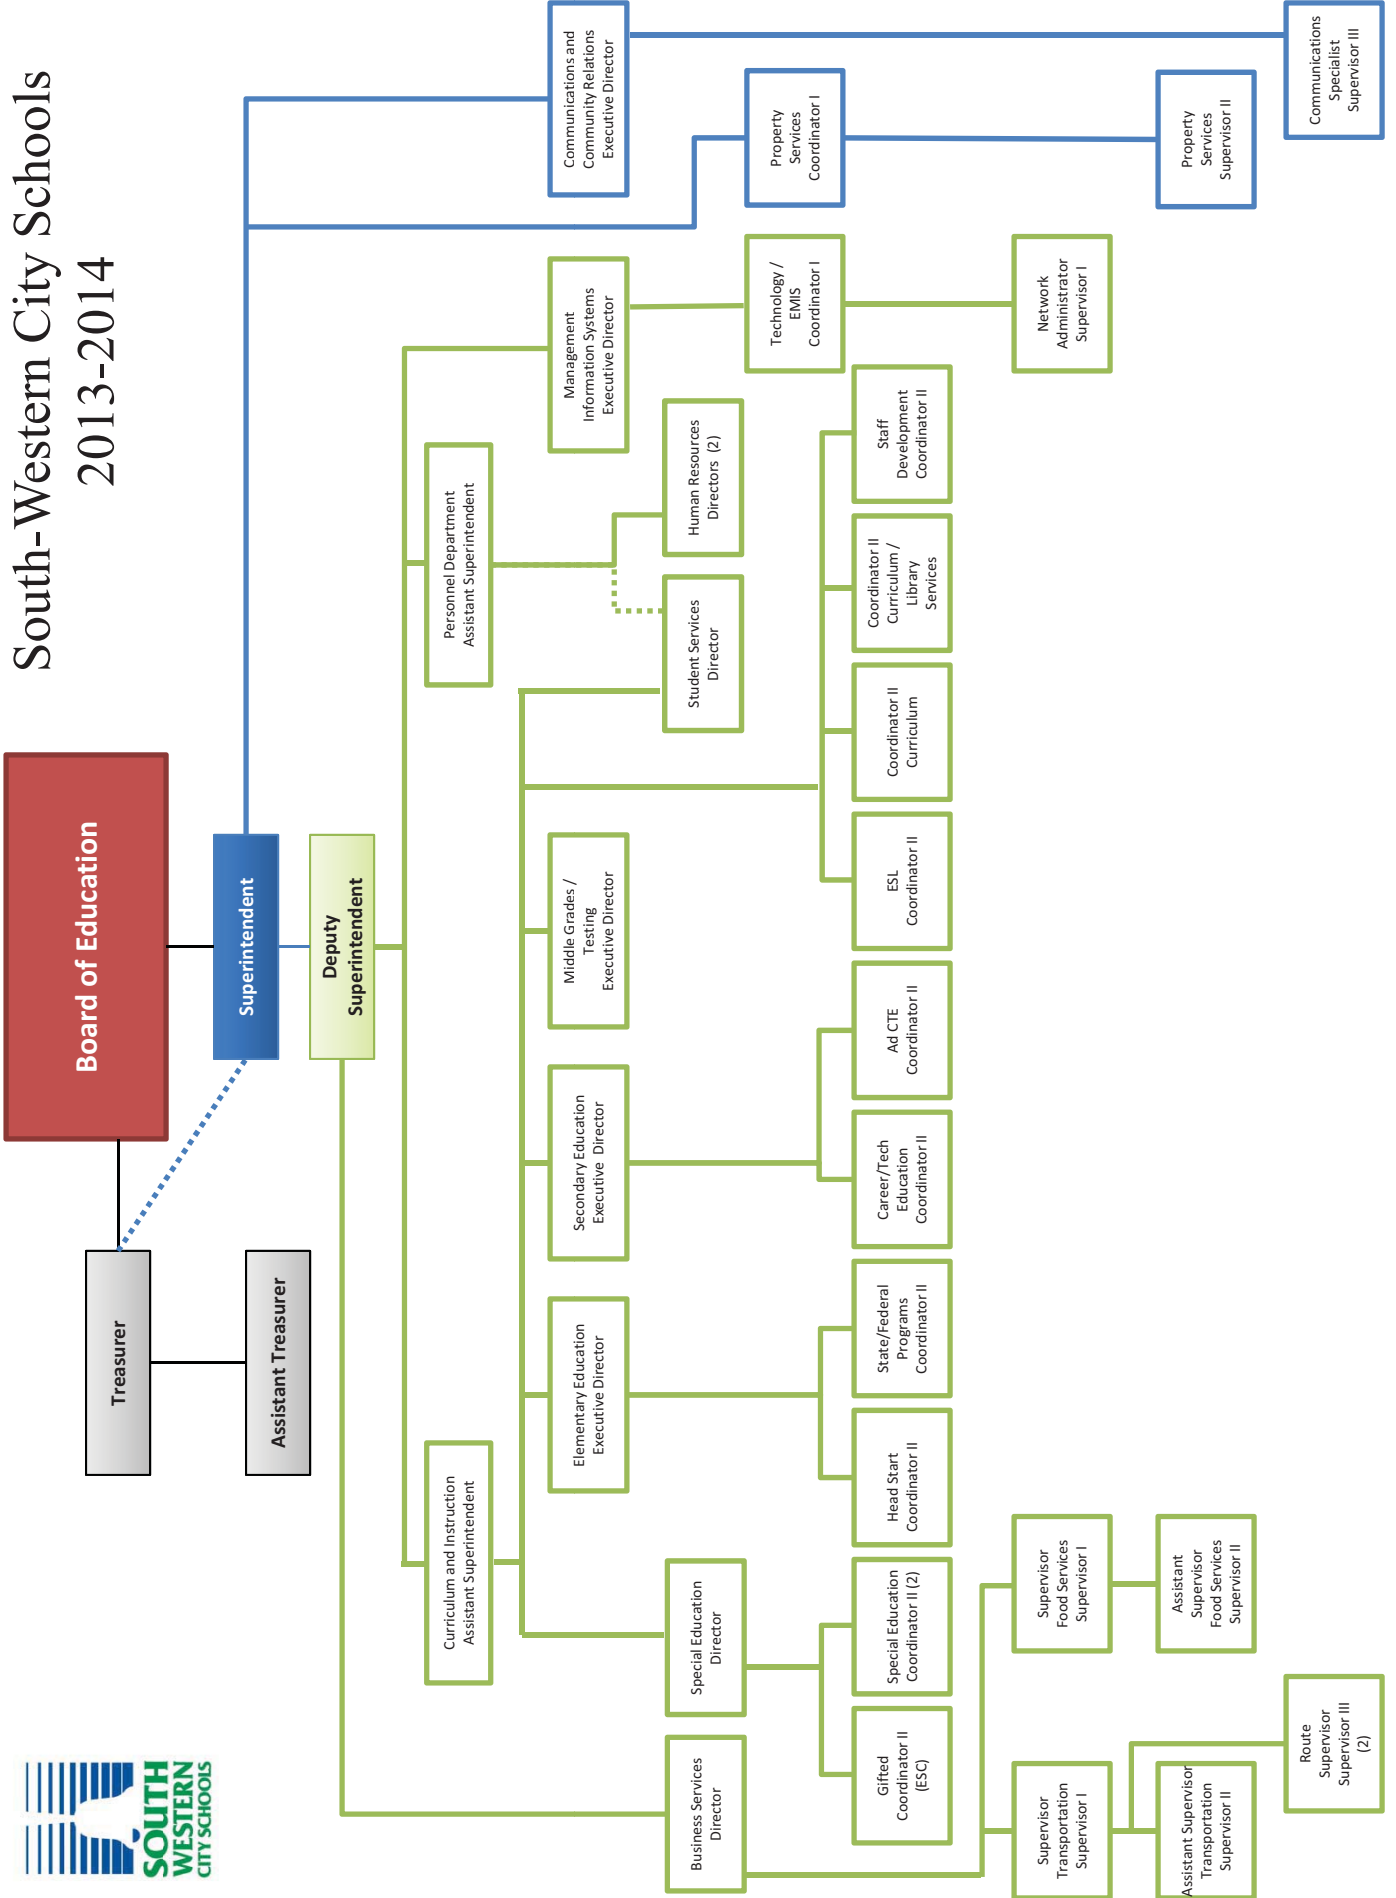 South-Western City Schools
2013-2014
SOUTH
WESTERN
CITY SCHOOLS
Board of Education
Treasurer
Assistant Treasurer
Superintendent
Deputy
Superintendent
Curriculum and Instruction
Assistant Superintendent
Personnel Department
Assistant Superintendent
Elementary Education
Executive Director
Secondary Education
Executive Director
Middle Grades /
Testing
Executive Director
Management
Information Systems
Executive Director
Communications and
Community Relations
Executive Director
Business Services
Director
Special Education
Director
Student Services
Director
Human Resources
Directors (2)
Technology /
EMIS
Coordinator I
Property
Services
Coordinator I
Gifted
Coordinator II
(ESC)
Special Education
Coordinator II (2)
Head Start
Coordinator II
State/Federal
Programs
Coordinator II
Career/Tech
Education
Coordinator II
Ad CTE
Coordinator II
ESL
Coordinator II
Coordinator II
Curriculum
Coordinator II
Curriculum /
Library
Services
Staff
Development
Coordinator II
Supervisor
Transportation
Supervisor I
Supervisor
Food Services
Supervisor I
Network
Administrator
Supervisor I
Assistant Supervisor
Transportation
Supervisor II
Assistant
Supervisor
Food Services
Supervisor II
Property
Services
Supervisor II
Route
Supervisor
Supervisor III
(2)
Communications
Specialist
Supervisor III